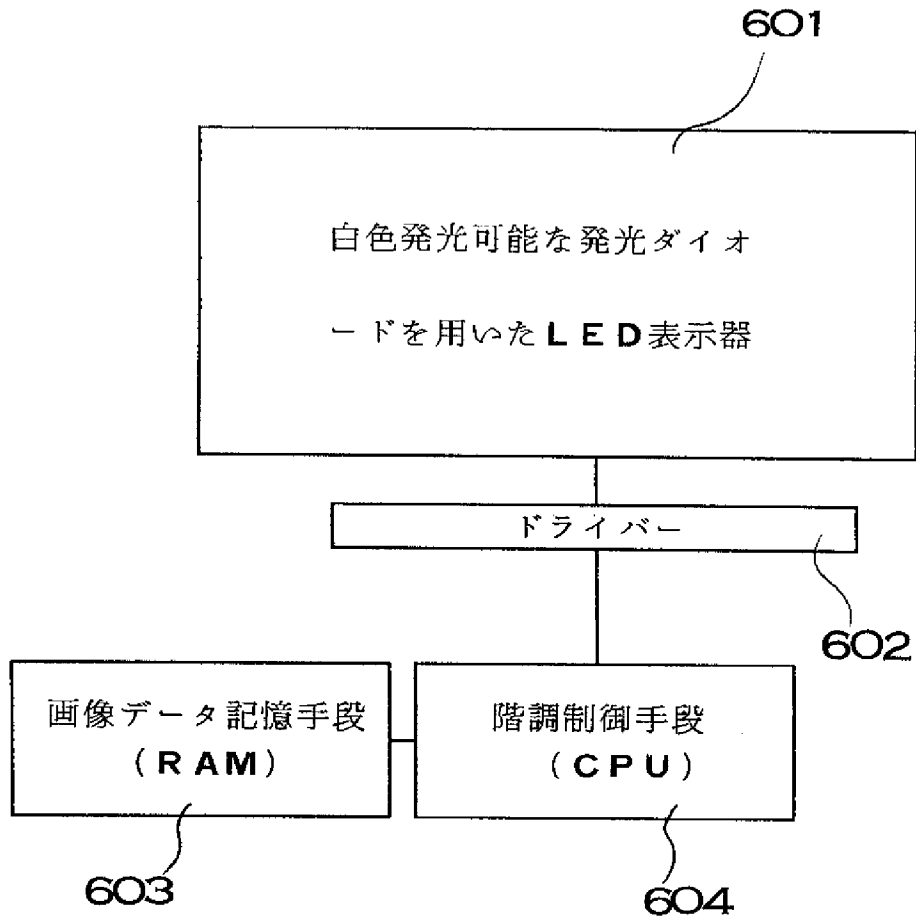 601
白色発光可能な発光ダイオ
ードを用いたLED表示器
ドライバー
602
画像データ記憶手段
(RAM)
階調制御手段
(CPU)
603
604